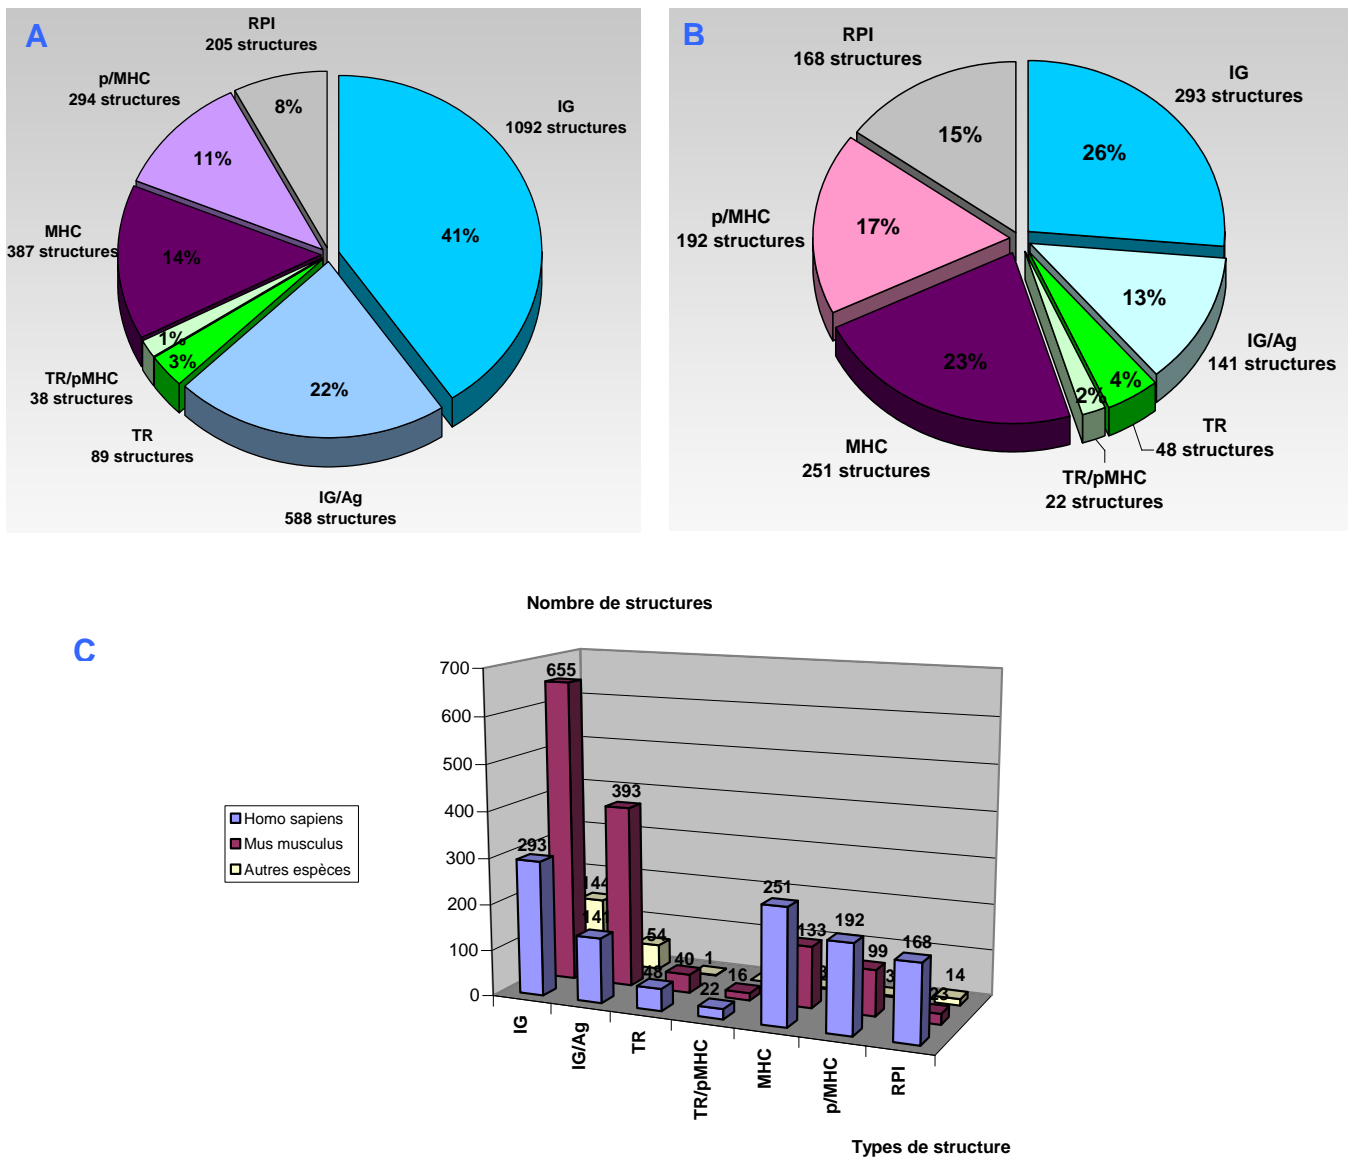 A
RPI
205 structures
p/MHC
294 structures
8%
IG
1092 structures
11%
41%
MHC
387 structures
14%
1%
3%
22%
TR/pMHC
38 structures
TR
89 structures
IG/Ag
588 structures
B
RPI
168 structures
IG
293 structures
15%
26%
p/MHC
192 structures
17%
13%
IG/Ag
141 structures
23%
4%
2%
MHC
251 structures
TR
48 structures
TR/pMHC
22 structures
Nombre de structures
C
700
600
500
400
300
200
100
0
655
393
293
144
141
54
48
40
1
22
16
251
133
3
192
99
3
168
23
14
Homo sapiens
Mus musculus
Autres espèces
IG
IG/Ag
TR
TR/pMHC
MHC
p/MHC
RPI
Types de structure